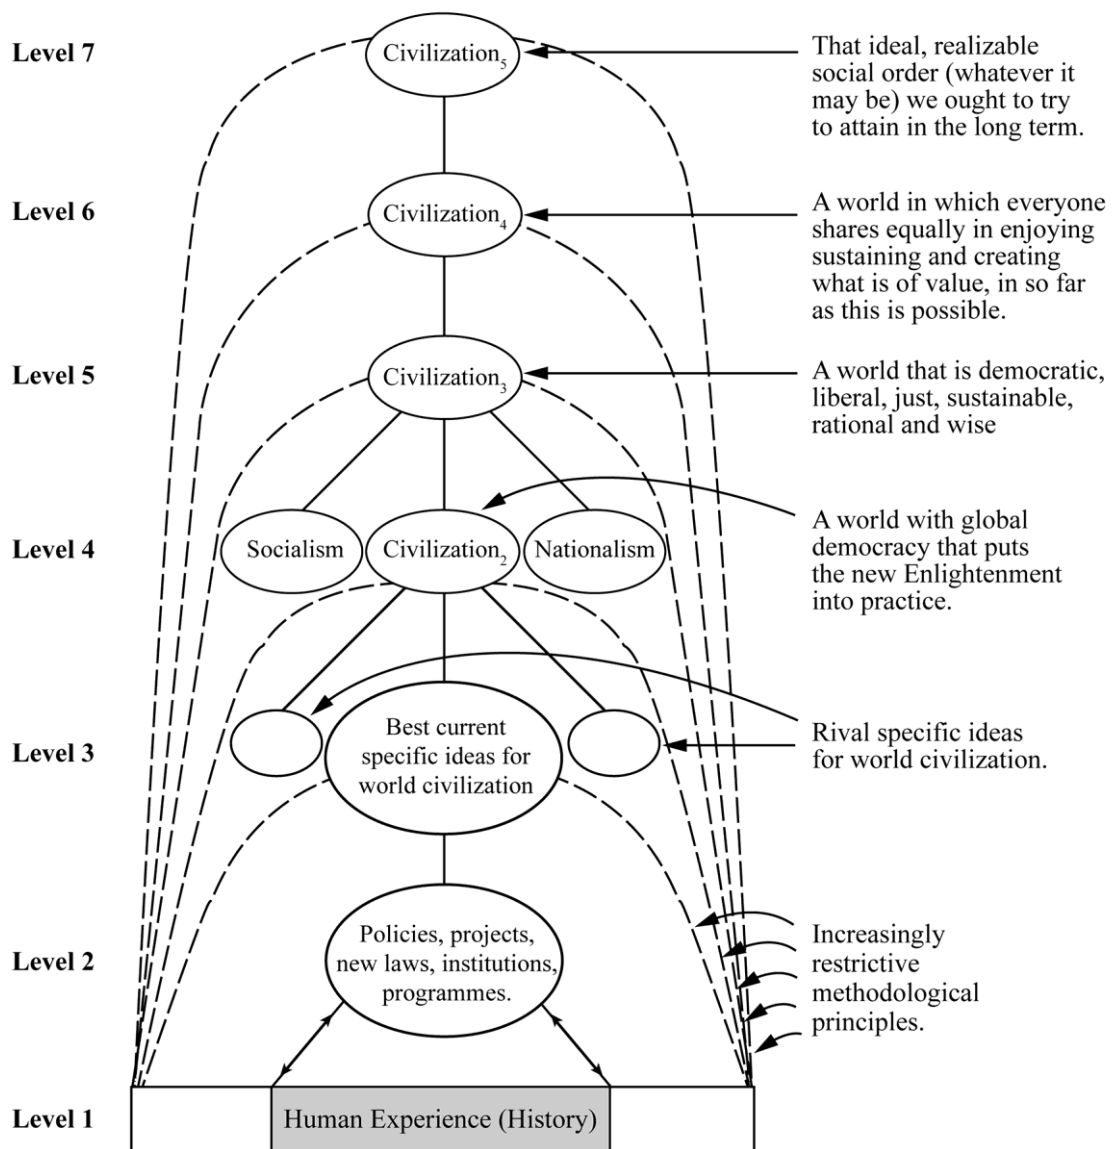 Level 7
Civilization₅
That ideal, realizable
social order (whatever it
may be) we ought to try
to attain in the long term.
Level 6
Civilization₄
A world in which everyone
shares equally in enjoying
sustaining and creating
what is of value, in so far
as this is possible.
Level 5
Civilization₃
A world that is democratic,
liberal, just, sustainable,
rational and wise
Level 4
Socialism
Civilization₂
Nationalism
A world with global
democracy that puts
the new Enlightenment
into practice.
Level 3
Best current
specific ideas for
world civilization
Rival specific ideas
for world civilization.
Level 2
Policies, projects,
new laws, institutions,
programmes.
Increasingly
restrictive
methodological
principles.
Level 1
Human Experience (History)